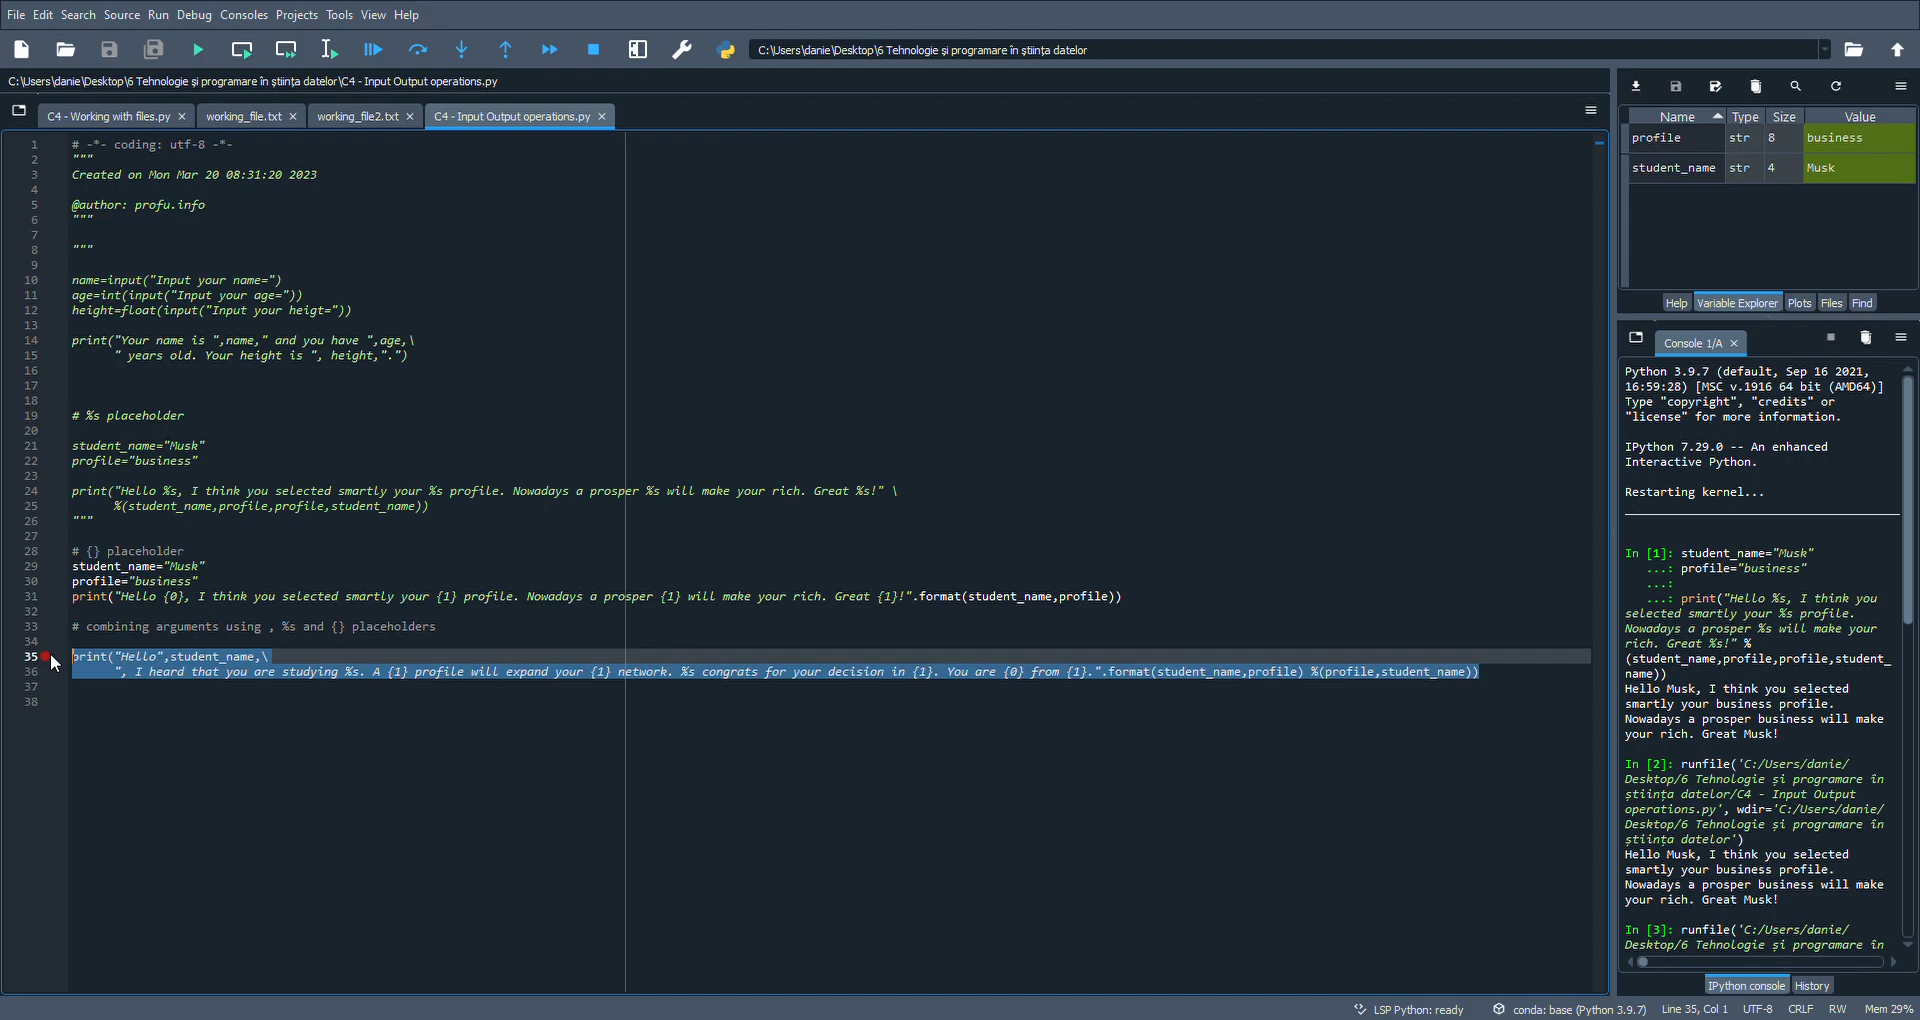 File Edit Search Source Run Debug Consoles Projects Tools View Help
C:\Users\danie\Desktop\6 Tehnologie și programare în știința datelor
C:\Users\danie\Desktop\6 Tehnologie și programare în știința datelor\C4 - Input Output operations.py
C4 - Working with files.py working_file.txt working_file2.txt C4 - Input Output operations.py
1 # -*- coding: utf-8 -*-
2 """
3 Created on Mon Mar 20 08:31:20 2023
4
5 @author: profu.info
6 """
7
8 """
9
10 name=input("Input your name=")
11 age=int(input("Input your age="))
12 height=float(input("Input your heigt="))
13
14 print("Your name is ",name," and you have ",age,\
15 " years old. Your height is ", height,".")
16
17
18
19 # %s placeholder
20
21 student_name="Musk"
22 profile="business"
23
24 print("Hello %s, I think you selected smartly your %s profile. Nowadays a prosper %s will make your rich. Great %s!" \
25 %(student_name,profile,profile,student_name))
26 """
27
28 # {} placeholder
29 student_name="Musk"
30 profile="business"
31 print("Hello {0}, I think you selected smartly your {1} profile. Nowadays a prosper {1} will make your rich. Great {1}!".format(student_name,profile))
32
33 # combining arguments using , %s and {} placeholders
34
35 print("Hello",student_name,\
36 ", I heard that you are studying %s. A {1} profile will expand your {1} network. %s congrats for your decision in {1}. You are {0} from {1}.".format(student_name,profile) %(profile,student_name))
37
38
Name Type Size Value
profile str 8 business
student_name str 4 Musk
Help Variable Explorer Plots Files Find
Console 1/A
Python 3.9.7 (default, Sep 16 2021,
16:59:28) [MSC v.1916 64 bit (AMD64)]
Type "copyright", "credits" or
"license" for more information.
IPython 7.29.0 -- An enhanced
Interactive Python.
Restarting kernel...
In [1]: student_name="Musk"
...: profile="business"
...:
...: print("Hello %s, I think you
selected smartly your %s profile.
Nowadays a prosper %s will make your
rich. Great %s!" %
(student_name,profile,profile,student_
name))
Hello Musk, I think you selected
smartly your business profile.
Nowadays a prosper business will make
your rich. Great Musk!
In [2]: runfile('C:/Users/danie/
Desktop/6 Tehnologie și programare în
știința datelor/C4 - Input Output
operations.py', wdir='C:/Users/danie/
Desktop/6 Tehnologie și programare în
știința datelor')
Hello Musk, I think you selected
smartly your business profile.
Nowadays a prosper business will make
your rich. Great Musk!
In [3]: runfile('C:/Users/danie/
Desktop/6 Tehnologie și programare în
IPython console History
LSP Python: ready conda: base (Python 3.9.7) Line 35, Col 1 UTF-8 CRLF RW Mem 29%